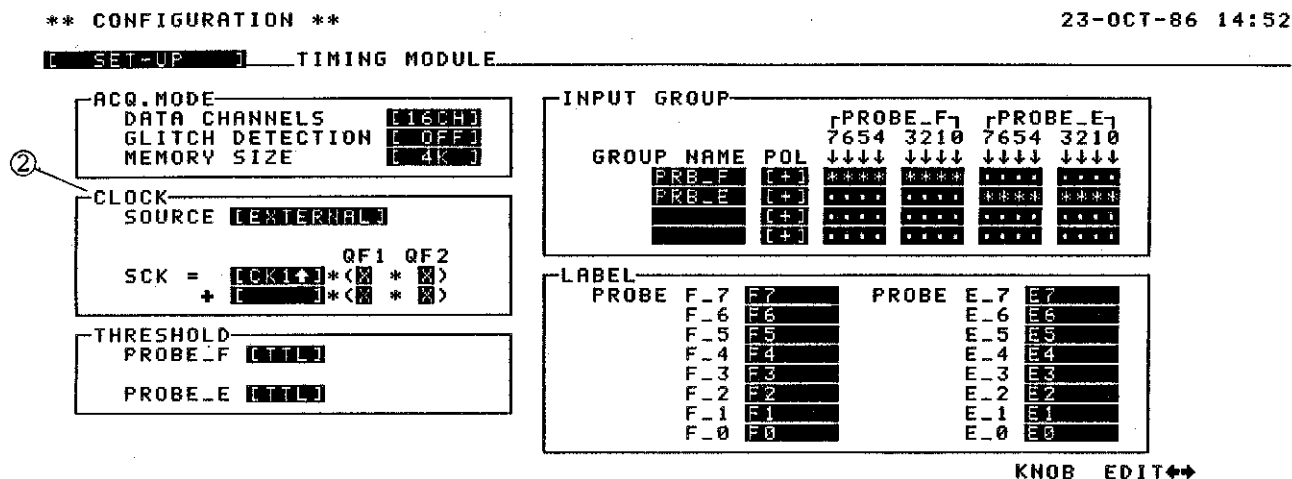 ** CONFIGURATION ** 23-OCT-86 14:52
[ SET-UP ] TIMING MODULE
ACQ.MODE
DATA CHANNELS [16CH]
GLITCH DETECTION [ OFF]
MEMORY SIZE [ 4K ]
②
CLOCK
SOURCE [EXTERNAL]
QF1 QF2
SCK = [CK1↑]*(X * X)
+ [ ]*(X * X)
THRESHOLD
PROBE_F [TTL]
PROBE_E [TTL]
INPUT GROUP
PROBE_F PROBE_E
7654 3210 7654 3210
GROUP NAME POL ↓↓↓↓ ↓↓↓↓ ↓↓↓↓ ↓↓↓↓
PRB_F [+] **** **** .... ....
PRB_E [+] .... .... **** ****
[+] .... .... .... ....
[+] .... .... .... ....
LABEL
PROBE F_7 F7 PROBE E_7 E7
F_6 F6 E_6 E6
F_5 F5 E_5 E5
F_4 F4 E_4 E4
F_3 F3 E_3 E3
F_2 F2 E_2 E2
F_1 F1 E_1 E1
F_0 F0 E_0 E0
KNOB EDIT←→